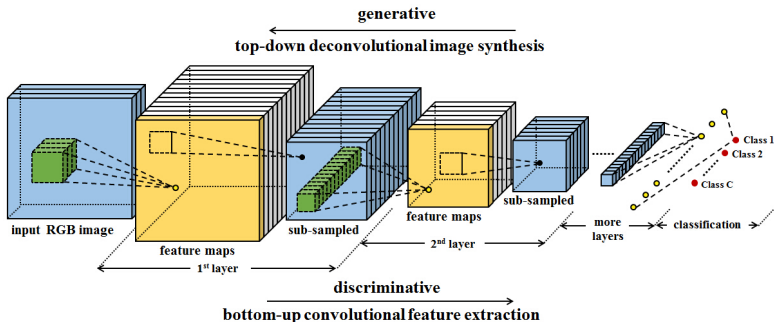 generative
top-down deconvolutional image synthesis
Class 1
Class 2
Class C
input RGB image
feature maps
sub-sampled
feature maps
sub-sampled
more
layers
classification
1st layer
2nd layer
discriminative
bottom-up convolutional feature extraction